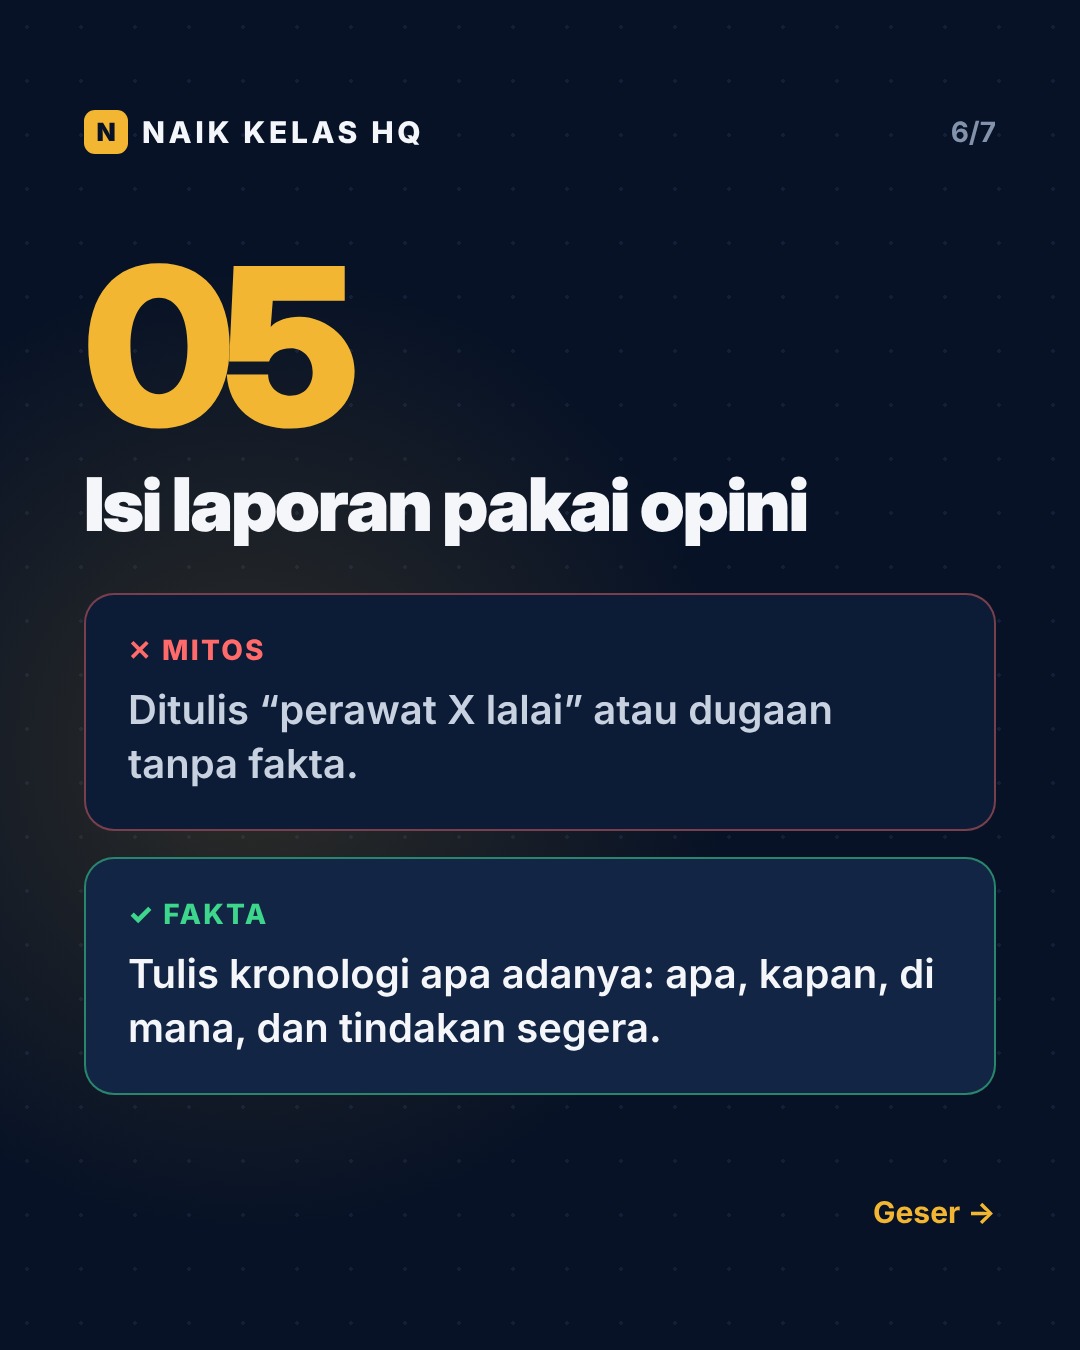 N NAIK KELAS HQ
6/7
05
Isi laporan pakai opini
✕ MITOS
Ditulis “perawat X lalai” atau dugaan
tanpa fakta.
✓ FAKTA
Tulis kronologi apa adanya: apa, kapan, di
mana, dan tindakan segera.
Geser →